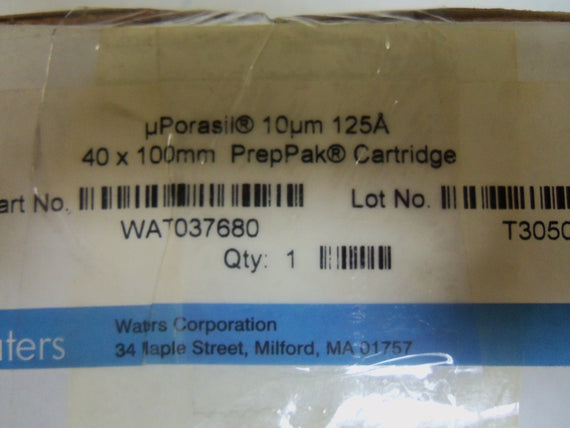 µPorasil® 10µm 125Å
40 x 100mm PrepPak® Cartridge
art No. Lot No.
WAT037680 T3050
Qty: 1
aters
Waters Corporation
34 Maple Street, Milford, MA 01757